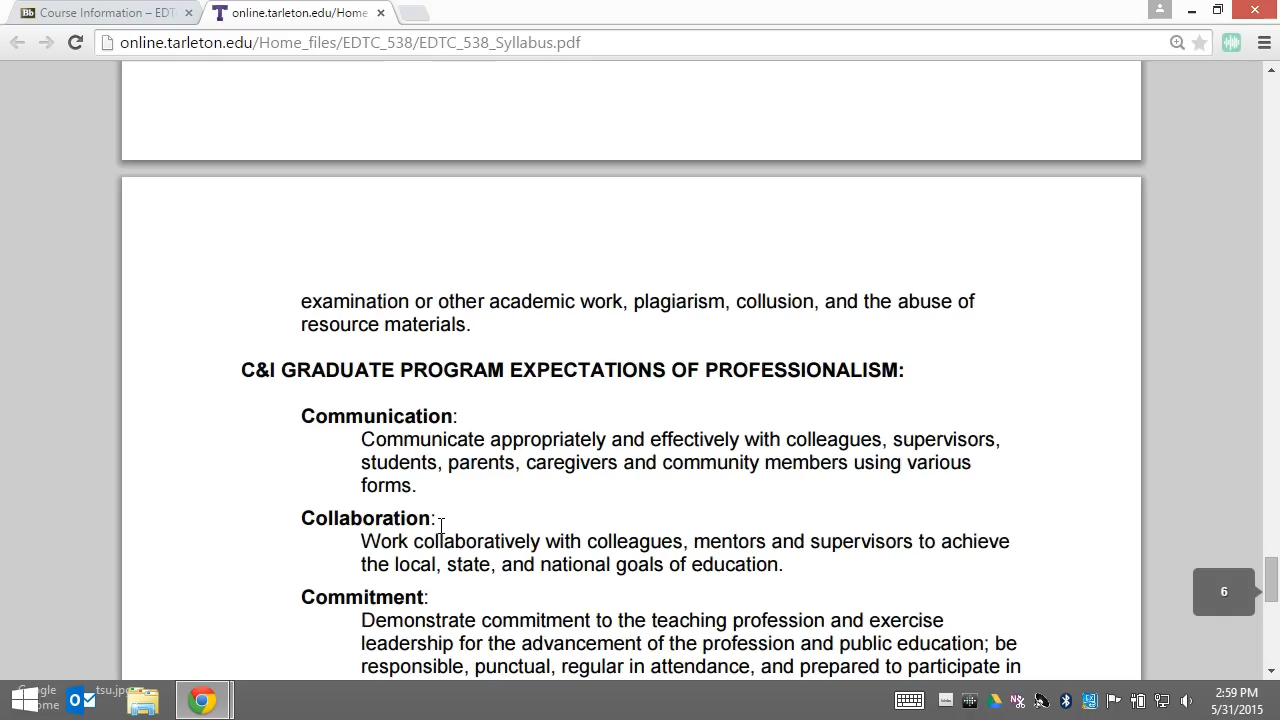 Course Information – EDT
online.tarleton.edu/Home
online.tarleton.edu/Home_files/EDTC_538/EDTC_538_Syllabus.pdf
examination or other academic work, plagiarism, collusion, and the abuse of
resource materials.
C&I GRADUATE PROGRAM EXPECTATIONS OF PROFESSIONALISM:
Communication:
Communicate appropriately and effectively with colleagues, supervisors,
students, parents, caregivers and community members using various
forms.
Collaboration:
Work collaboratively with colleagues, mentors and supervisors to achieve
the local, state, and national goals of education.
6
Commitment:
Demonstrate commitment to the teaching profession and exercise
leadership for the advancement of the profession and public education; be
responsible, punctual, regular in attendance, and prepared to participate in
tsu.jp
2:59 PM
5/31/2015